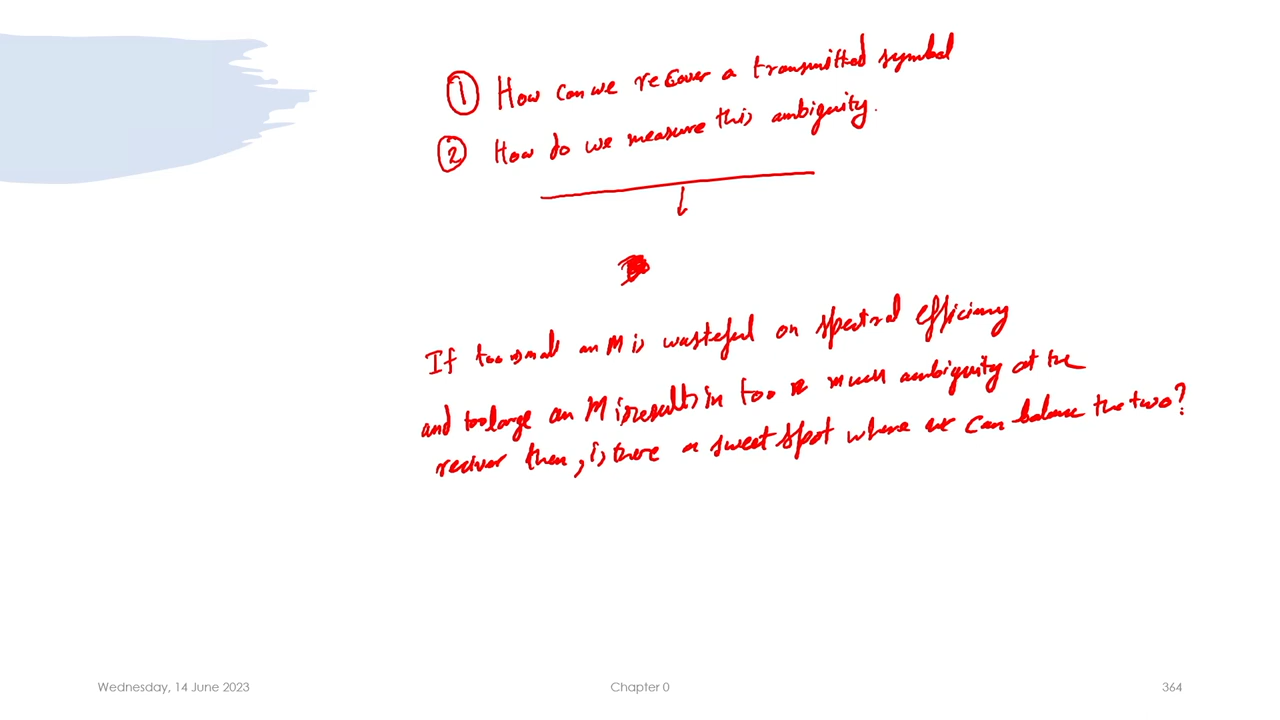 ① How can we recover a transmitted symbol
② How do we measure this ambiguity.
If too small an M is wasteful on spectral efficiency
and too large an M is results in too much ambiguity at the
reciver then, is there a sweet spot where we can balance the two?
Wednesday, 14 June 2023
Chapter 0
364